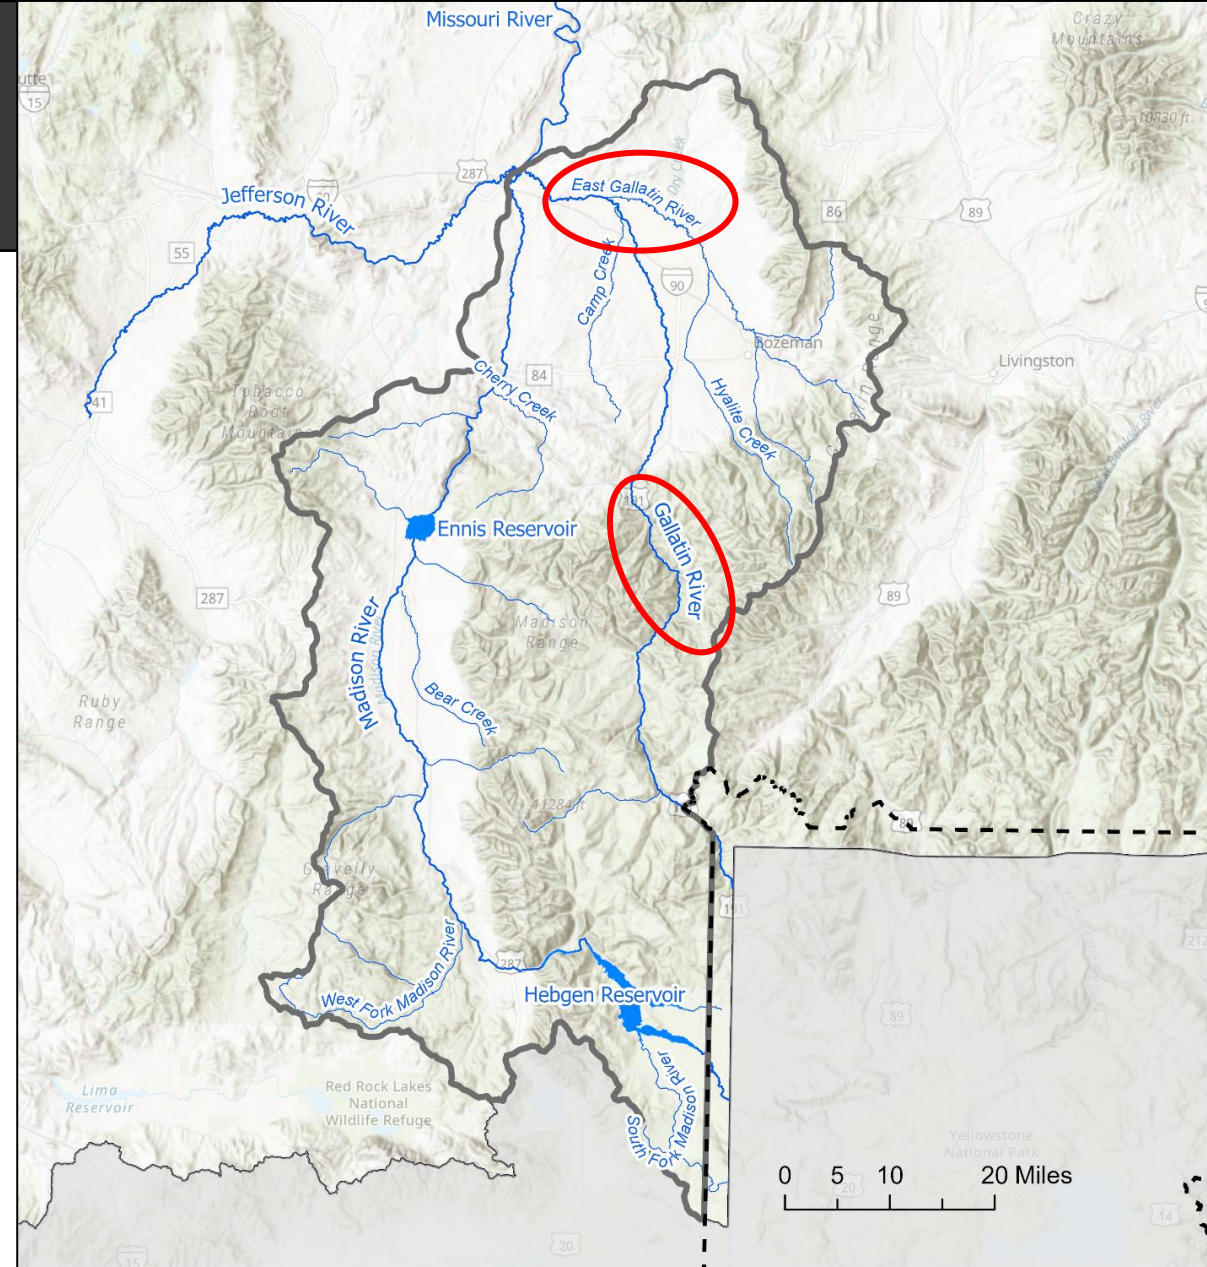 Missouri River
Crazy
Mountains
utte
15
10830 ft
287
Dry Creek
East Gallatin River
Jefferson River
86
89
55
Camp Creek
90
Bozeman
Livingston
Cherry Creek
84
Tobacco
Root
Mountains
41
Hyalite Creek
191
Ennis Reservoir
Gallatin River
287
89
Madison
Range
Madison River
Madison River
Bear Creek
Ruby
Range
11284 ft
89
Gravelly
Range
191
212
West Fork Madison River
287
Hebgen Reservoir
89
Lima
Reservoir
Red Rock Lakes
National
Wildlife Refuge
South Fork Madison River
Yellowstone
National Park
0 5 10 20 Miles
20
14
20
15